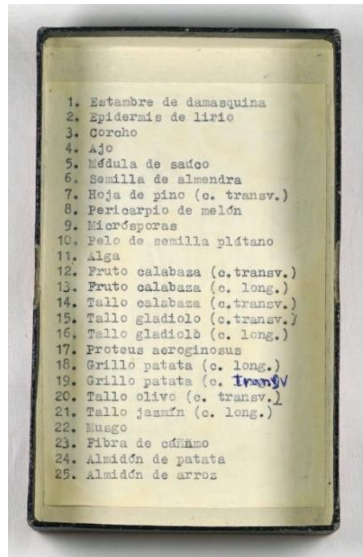 1. Estambre de damasquina
2. Epidermis de lirio
3. Corcho
4. Ajo
5. Médula de saúco
6. Semilla de almendra
7. Hoja de pino (c. transv.)
8. Pericarpio de melón
9. Micrósporas
10. Pelo de semilla plátano
11. Alga
12. Fruto calabaza (c.transv.)
13. Fruto calabaza (c. long.)
14. Tallo calabaza (c.transv.)
15. Tallo gladiolo (c.transv.)
16. Tallo gladiolo (c. long.)
17. Proteus aeroginosus
18. Grillo patata (c. long.)
19. Grillo patata (c. transv
20. Tallo olivo (c. transv.)
21. Tallo jazmín (c. long.)
22. Musgo
23. Fibra de cáñamo
24. Almidón de patata
25. Almidón de arroz